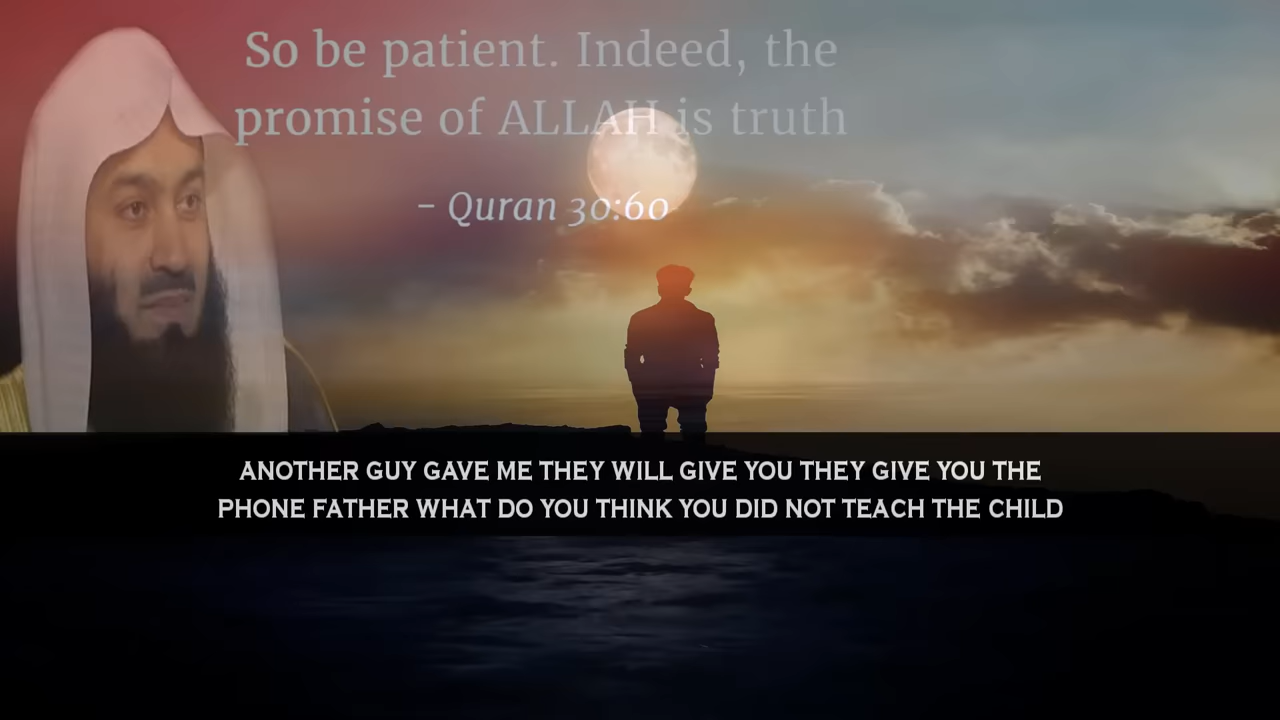 So be patient. Indeed, the
promise of ALLAH is truth
- Quran 30:60
ANOTHER GUY GAVE ME THEY WILL GIVE YOU THEY GIVE YOU THE
PHONE FATHER WHAT DO YOU THINK YOU DID NOT TEACH THE CHILD